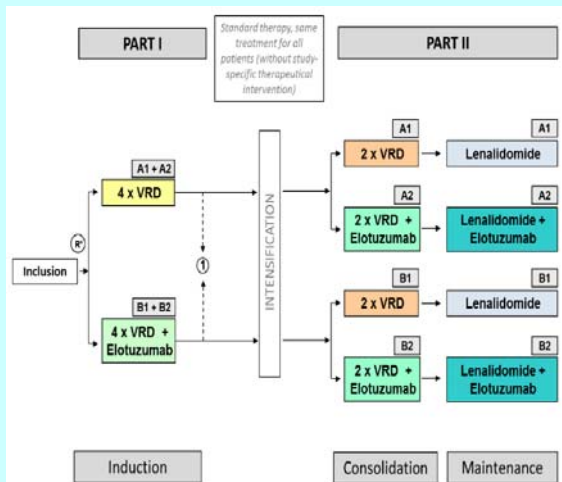 PART I
Standard therapy, same
treatment for all
patients (without study-
specific therapeutical
intervention)
PART II
A1 + A2
4 x VRD
Inclusion
R¹
1
B1 + B2
4 x VRD +
Elotuzumab
INTENSIFICATION
A1
2 x VRD
A1
Lenalidomide
A2
2 x VRD +
Elotuzumab
A2
Lenalidomide +
Elotuzumab
B1
2 x VRD
B1
Lenalidomide
B2
2 x VRD +
Elotuzumab
B2
Lenalidomide +
Elotuzumab
Induction
Consolidation
Maintenance